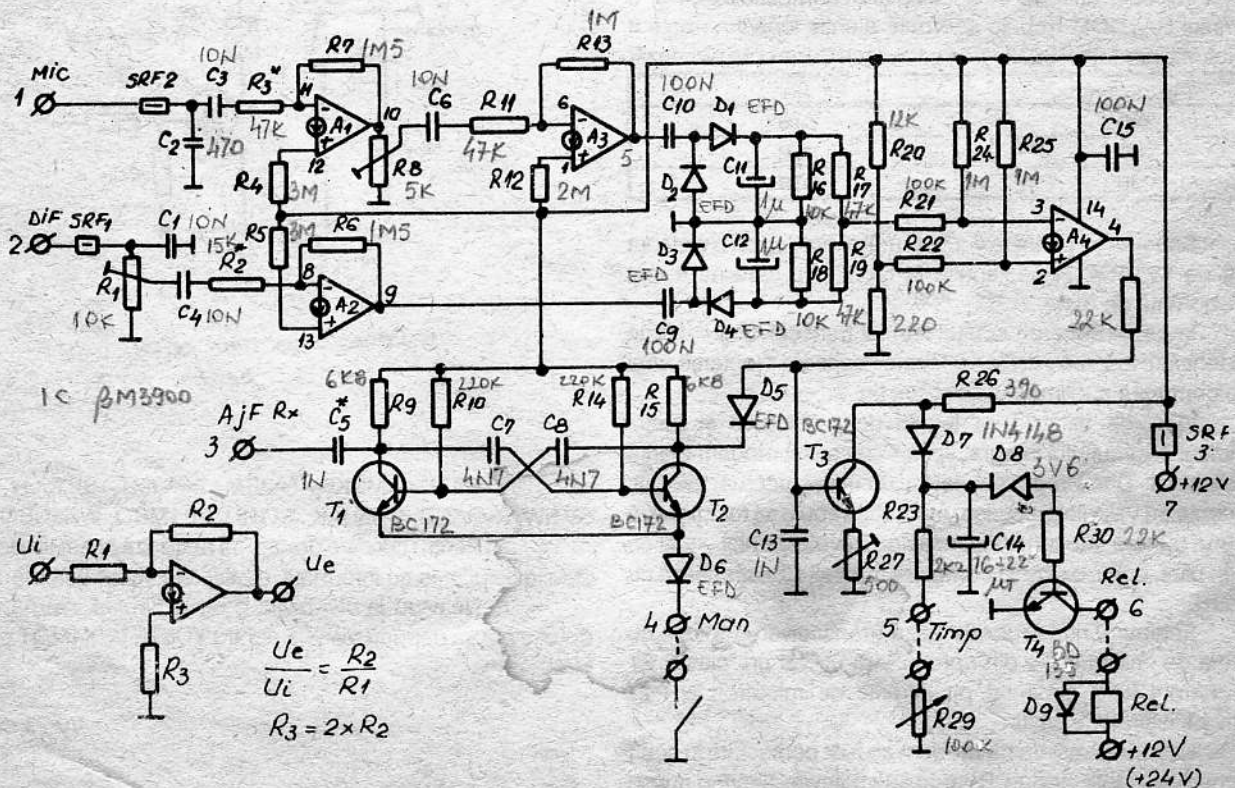 1 Mic
SRF2
10N
C3
R3*
47K
C2
470
11
R7
1M5
A1
10
12
R4
3M
R8
5K
10N
C6
R11
47K
1M
R13
6
A3
5
1
R12
2M
100N
C10
D1
EFD
D2
EFD
C11
1µ
R16
10K
R17
47K
12K
R20
R24
1M
R25
1M
100N
C15
DiF
2
SRF1
C1
10N
R1
10K
C4
10N
15K
R2*
R5
3M
R6
1M5
8
A2
9
13
D3
EFD
C12
1µ
R18
10K
R19
47K
C9
100N
D4
EFD
100K
R21
R22
100K
220
3
14
A4
4
2
22K
IC βM3900
AjF Rx
3
C5*
1N
6K8
R9
220K
R10
220K
R14
R15
6K8
C7
4N7
C8
4N7
T1
BC172
T2
BC172
D5
EFD
D6
EFD
4 Man
BC172
T3
C13
1N
R27
500
R26
390
D7
1N4148
D8
3V6
SRF3
+12V
7
R23
2K2
C14
R30
22K
T4
BD
Rel.
6
5 Timp
R29
D9
Rel.
+12V
(+24V)
Ui
R1
R2
Ue
R3
Ue/Ui = R2/R1
R3 = 2 x R2